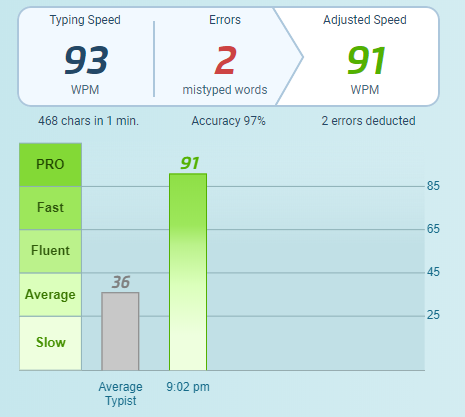 Typing Speed
Errors
Adjusted Speed
93
2
91
WPM
mistyped words
WPM
468 chars in 1 min.
Accuracy 97%
2 errors deducted
PRO
91
85
Fast
65
Fluent
45
36
Average
25
Slow
Average
Typist
9:02 pm